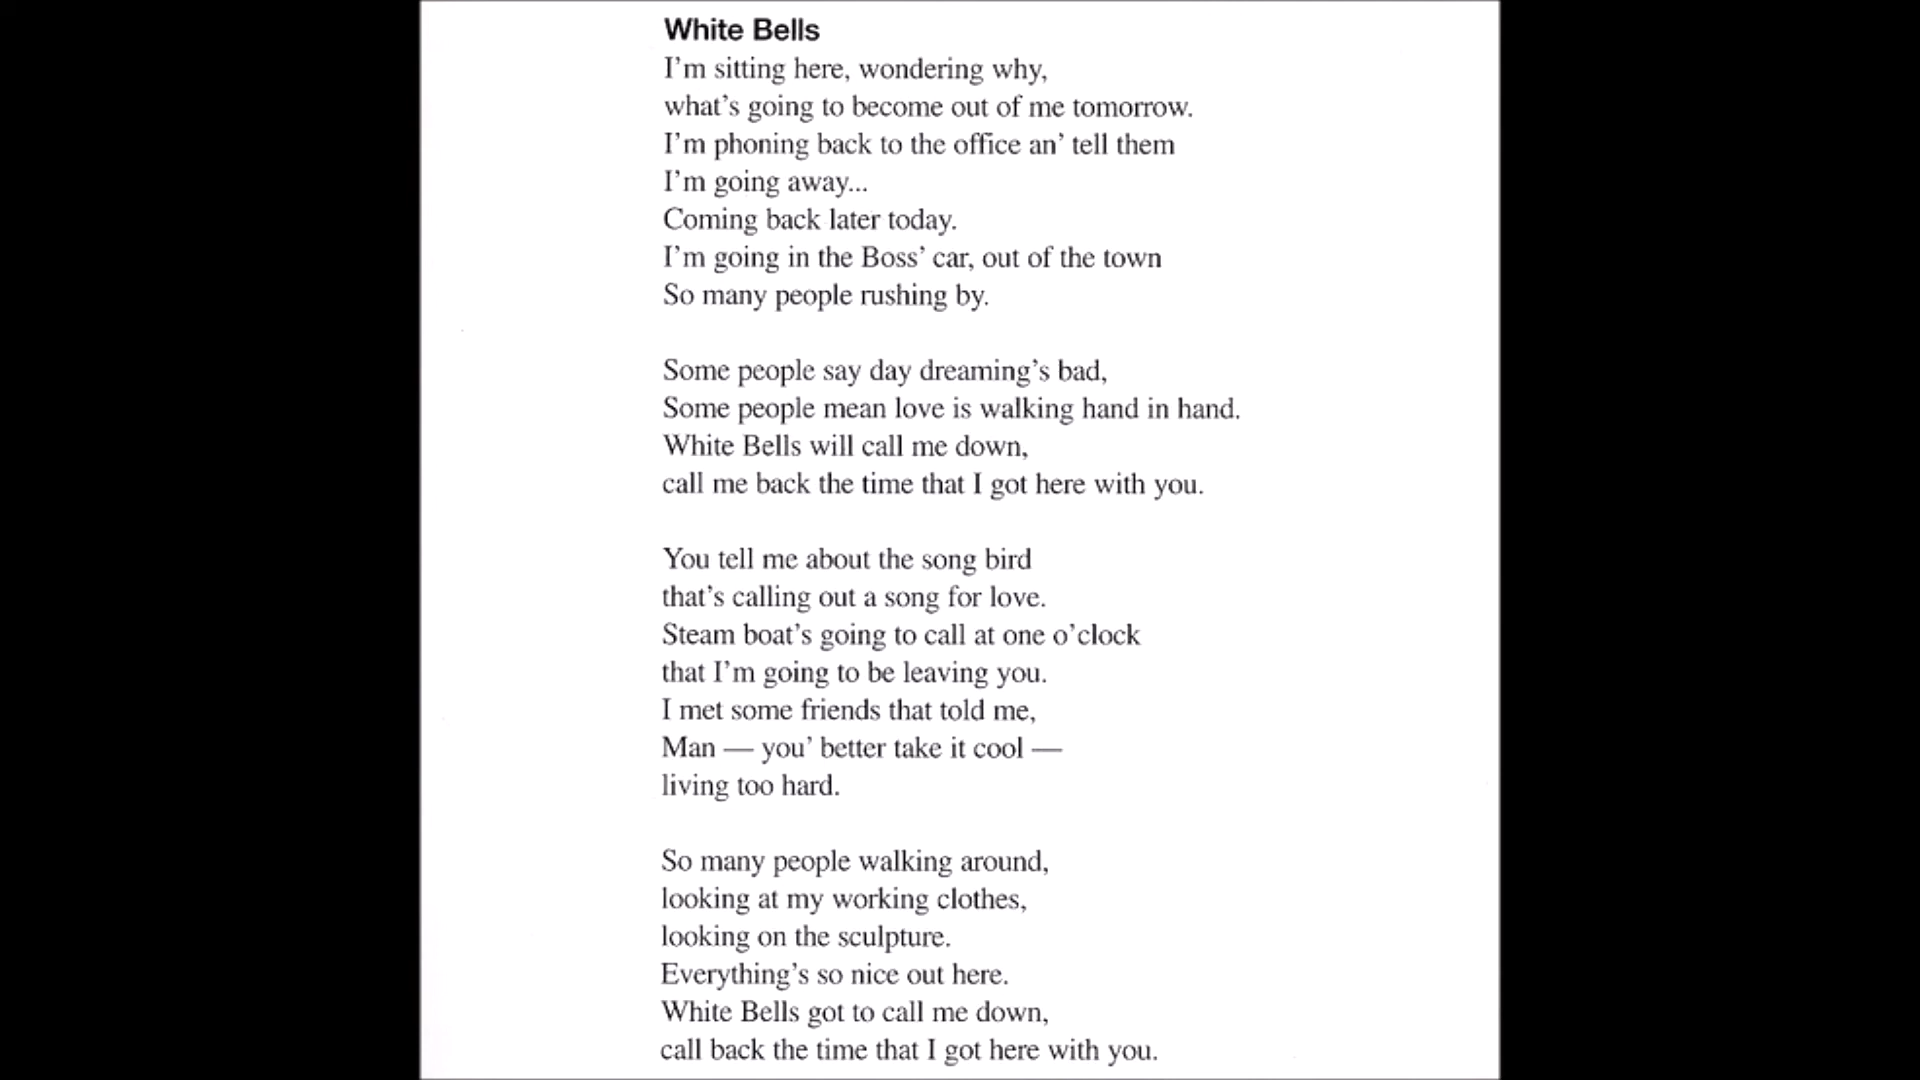 White Bells
I'm sitting here, wondering why,
what's going to become out of me tomorrow.
I'm phoning back to the office an' tell them
I'm going away...
Coming back later today.
I'm going in the Boss' car, out of the town
So many people rushing by.

Some people say day dreaming's bad,
Some people mean love is walking hand in hand.
White Bells will call me down,
call me back the time that I got here with you.

You tell me about the song bird
that's calling out a song for love.
Steam boat's going to call at one o'clock
that I'm going to be leaving you.
I met some friends that told me,
Man — you' better take it cool —
living too hard.

So many people walking around,
looking at my working clothes,
looking on the sculpture.
Everything's so nice out here.
White Bells got to call me down,
call back the time that I got here with you.